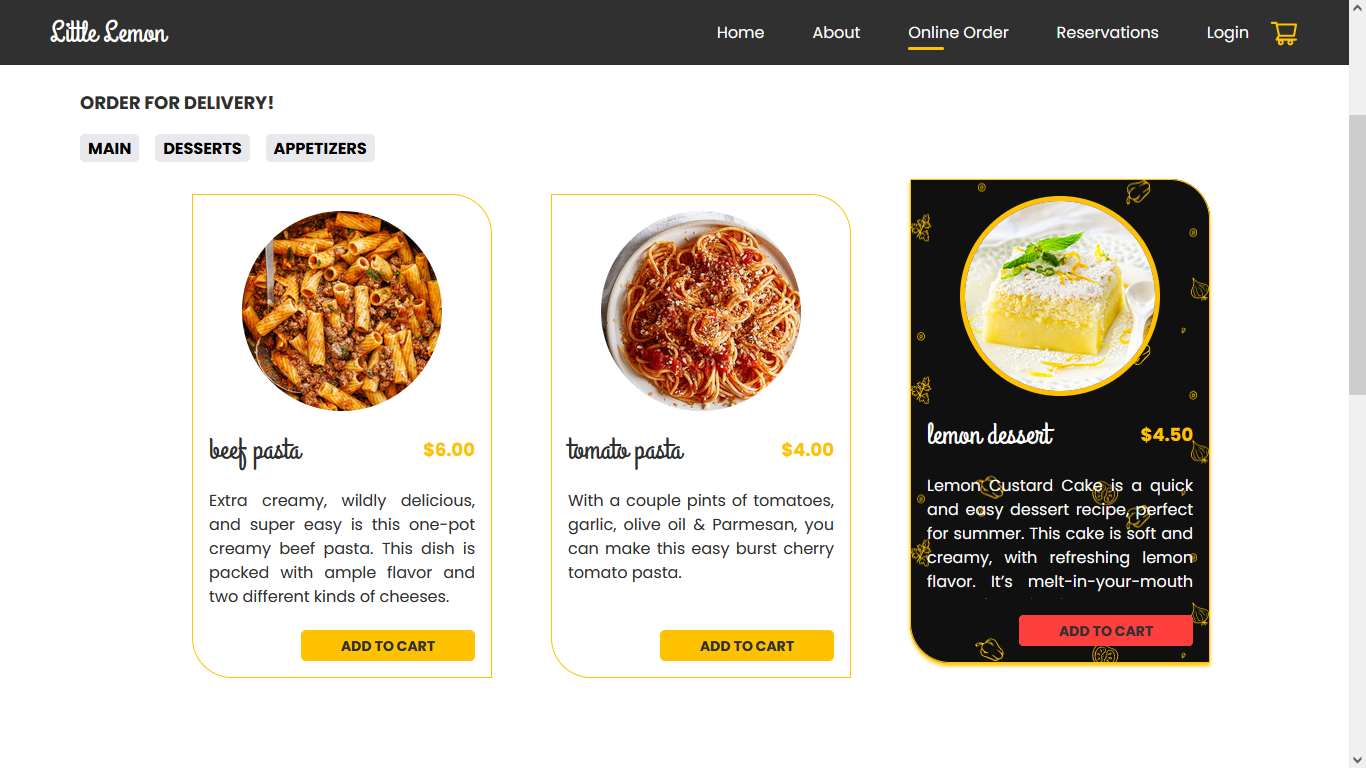 Little Lemon
Home About Online Order Reservations Login
ORDER FOR DELIVERY!
MAIN DESSERTS APPETIZERS
beef pasta $6.00
Extra creamy, wildly delicious,
and super easy is this one-pot
creamy beef pasta. This dish is
packed with ample flavor and
two different kinds of cheeses.
ADD TO CART
tomato pasta $4.00
With a couple pints of tomatoes,
garlic, olive oil & Parmesan, you
can make this easy burst cherry
tomato pasta.
ADD TO CART
lemon dessert $4.50
Lemon Custard Cake is a quick
and easy dessert recipe, perfect
for summer. This cake is soft and
creamy, with refreshing lemon
flavor. It’s melt-in-your-mouth
ADD TO CART